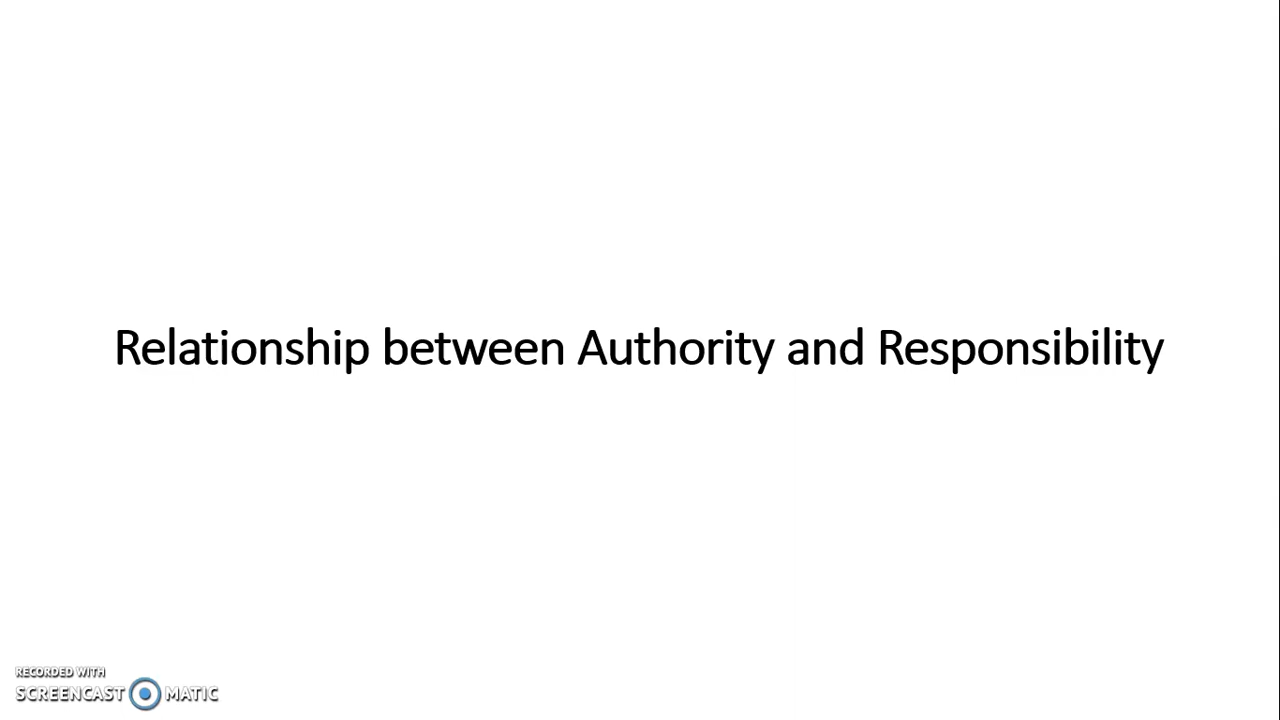 Relationship between Authority and Responsibility
RECORDED WITH
SCREENCAST MATIC